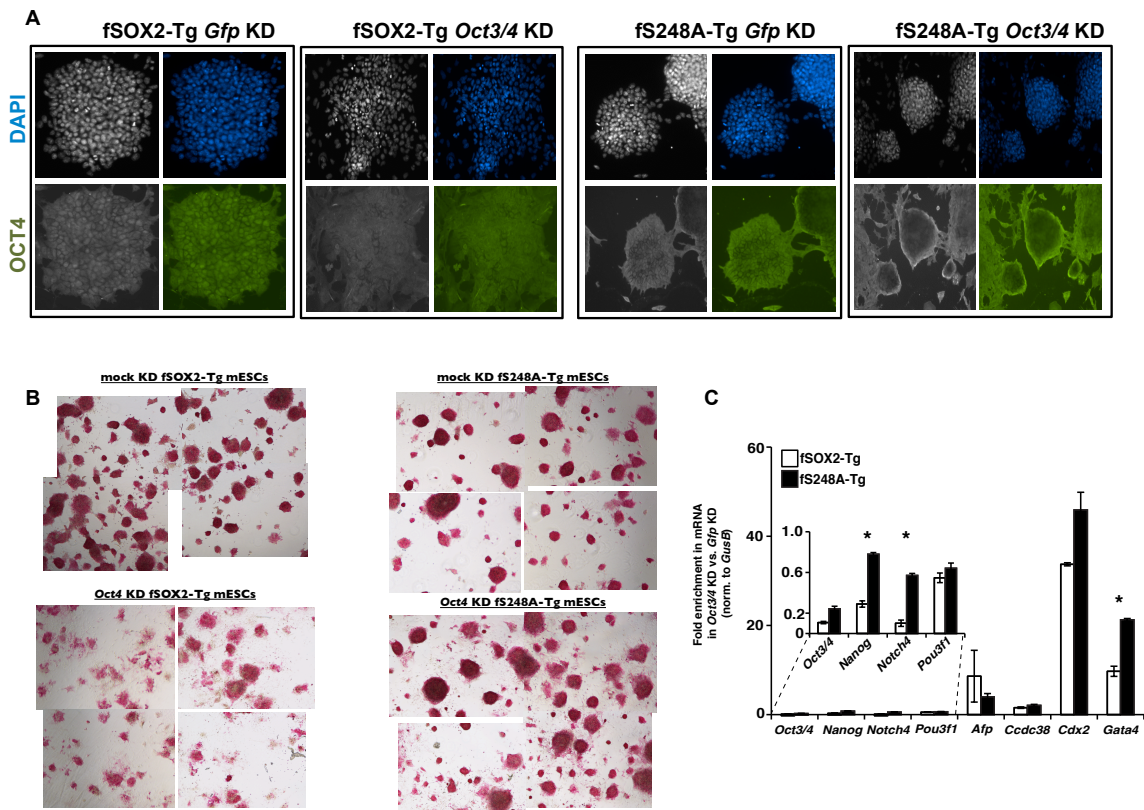 A
fSOX2-Tg Gfp KD
fSOX2-Tg Oct3/4 KD
fS248A-Tg Gfp KD
fS248A-Tg Oct3/4 KD
DAPI
OCT4
B
mock KD fSOX2-Tg mESCs
mock KD fS248A-Tg mESCs
Oct4 KD fSOX2-Tg mESCs
Oct4 KD fS248A-Tg mESCs
C
Fold enrichment in mRNA
in Oct3/4 KD vs. Gfp KD
(norm. to GusB)
60
40
20
0
fSOX2-Tg
fS248A-Tg
1.0
0.6
0.2
0
* *
Oct3/4 Nanog Notch4 Pou3f1
*
Oct3/4 Nanog Notch4 Pou3f1 Afp Ccdc38 Cdx2 Gata4